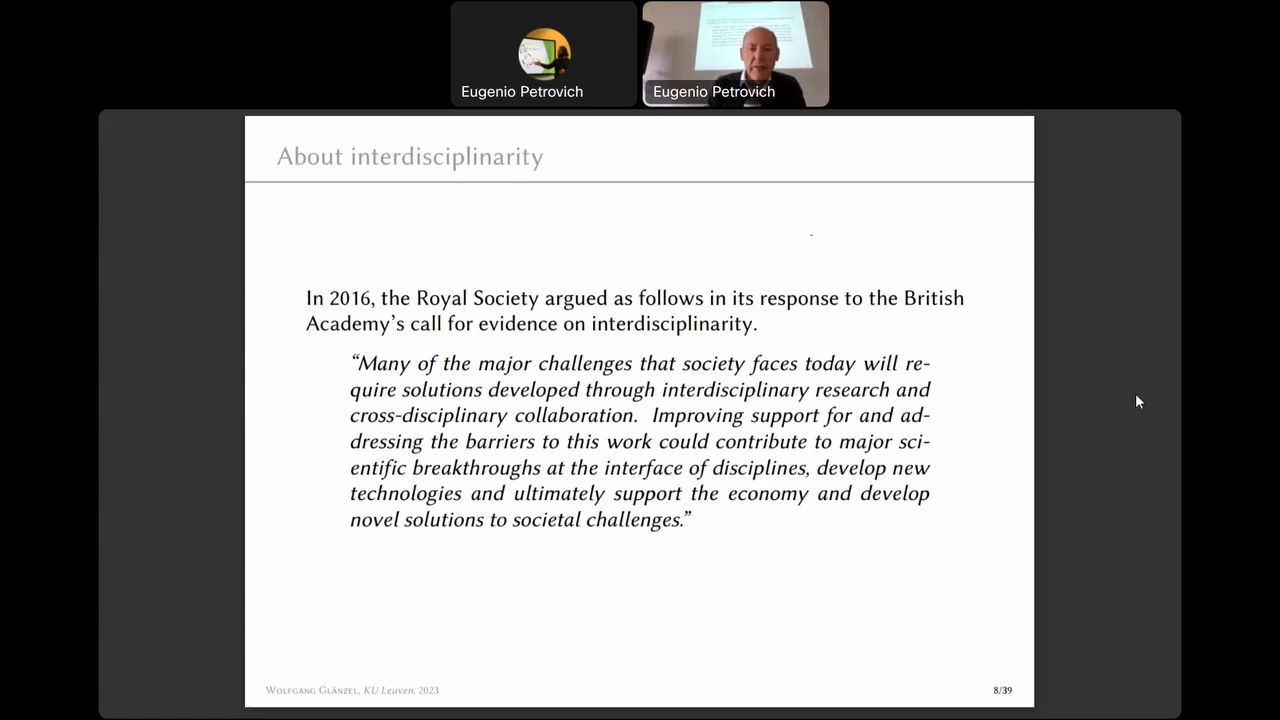 Eugenio Petrovich
Eugenio Petrovich
About interdisciplinarity
In 2016, the Royal Society argued as follows in its response to the British
Academy’s call for evidence on interdisciplinarity.
“Many of the major challenges that society faces today will re-
quire solutions developed through interdisciplinary research and
cross-disciplinary collaboration. Improving support for and ad-
dressing the barriers to this work could contribute to major sci-
entific breakthroughs at the interface of disciplines, develop new
technologies and ultimately support the economy and develop
novel solutions to societal challenges.”
Wolfgang Glänzel, KU Leuven, 2023
8/39